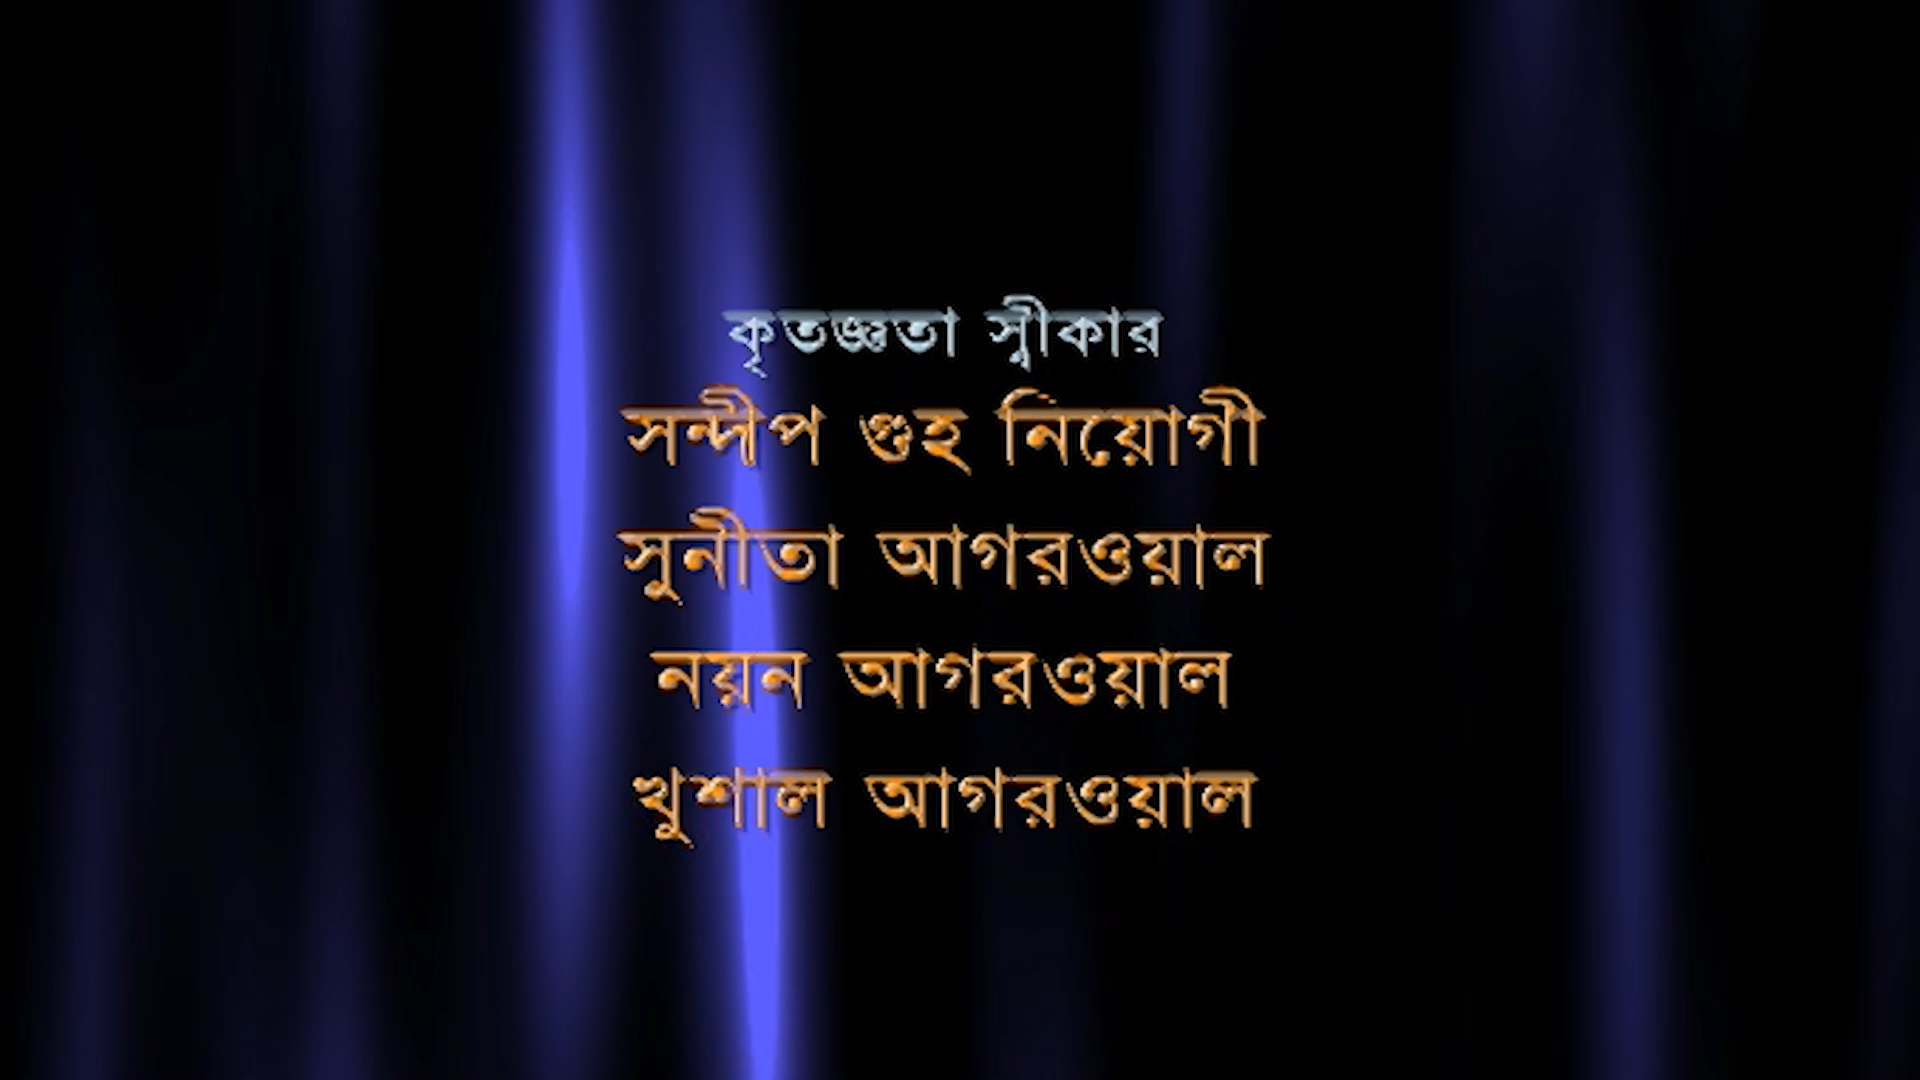 কৃতজ্ঞতা স্বীকার
সন্দীপ গুহ নিয়োগী
সুনীতা আগরওয়াল
নয়ন আগরওয়াল
খুশাল আগরওয়াল